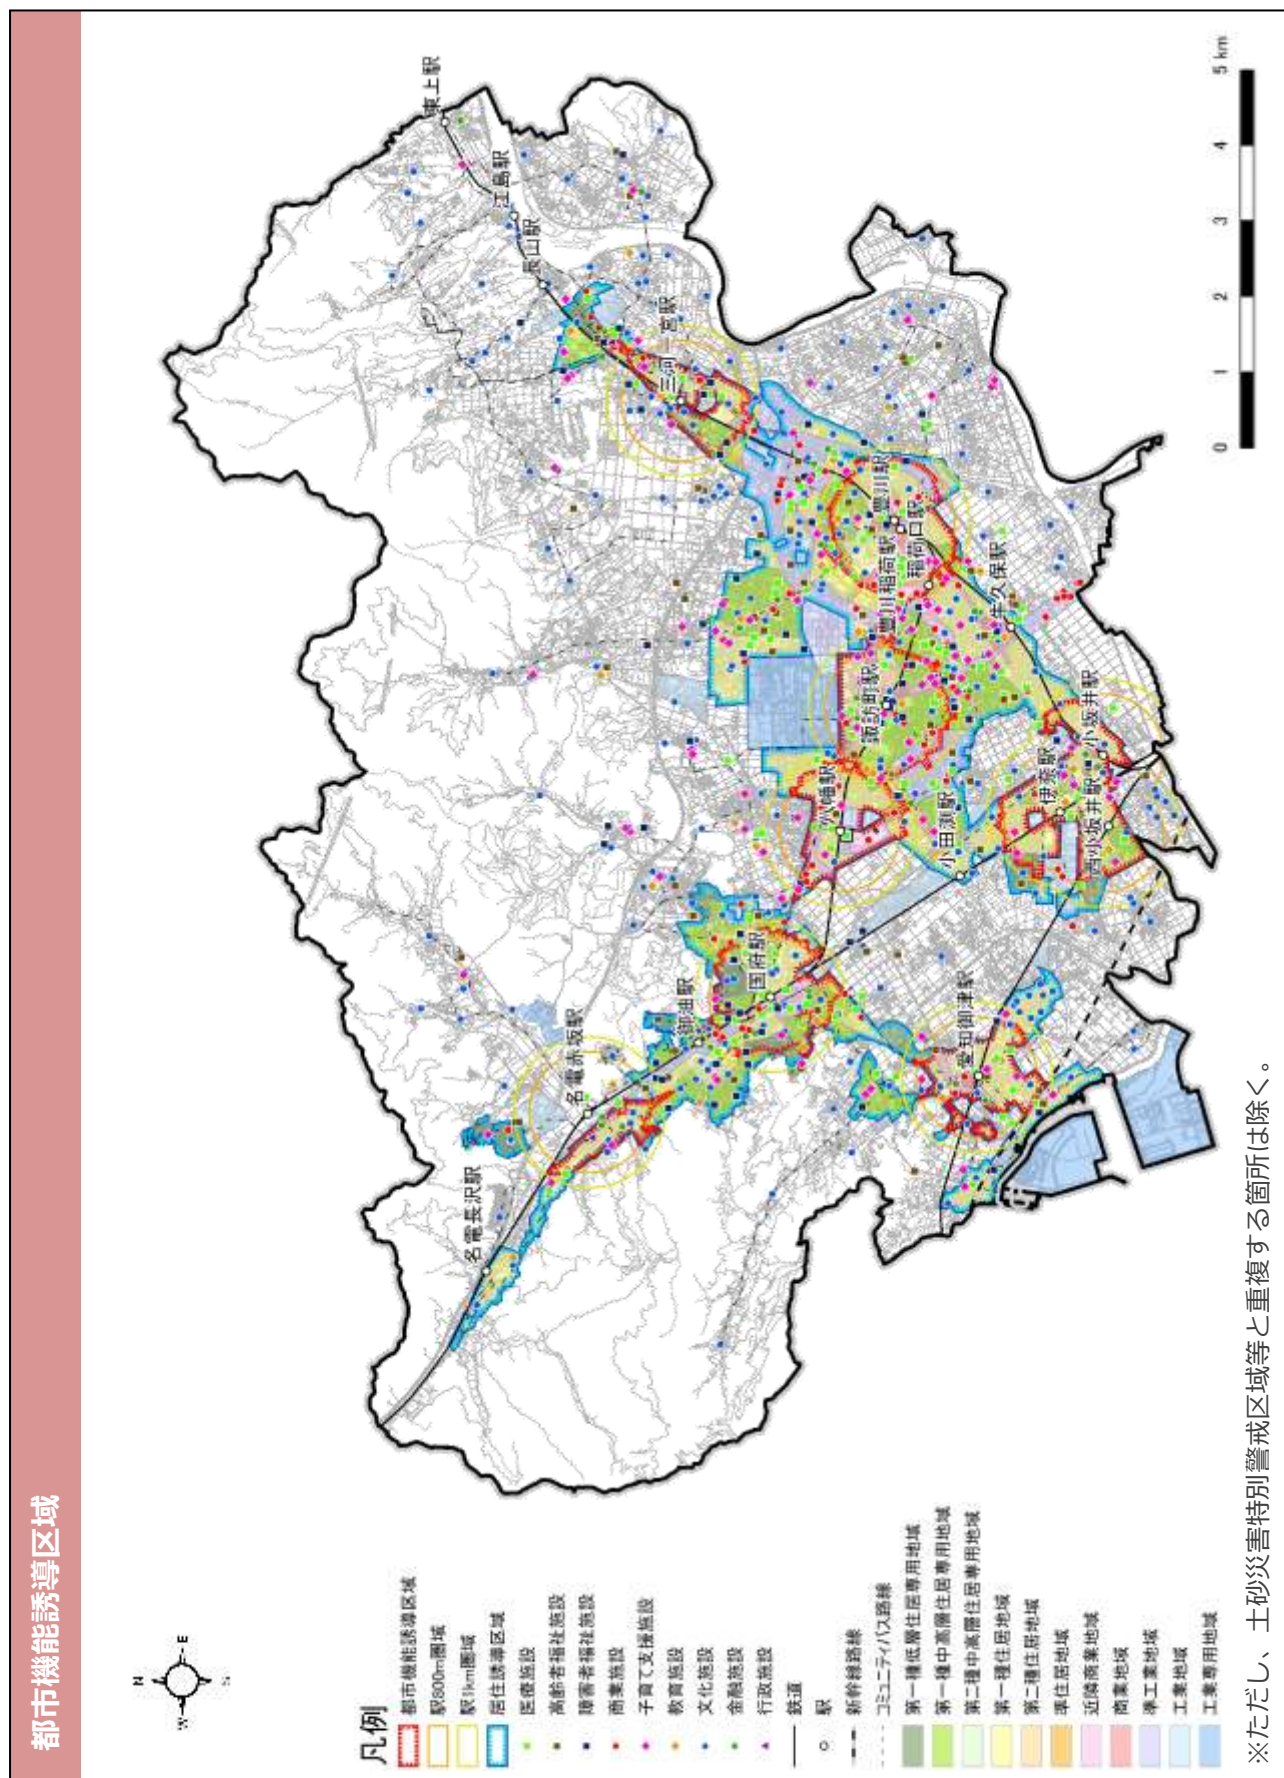 都市機能誘導区域
N
W
E
S
凡例
都市機能誘導区域
駅800m圏域
駅1km圏域
居住誘導区域
医療施設
高齢者福祉施設
障害者福祉施設
商業施設
子育て支援施設
教育施設
文化施設
金融施設
行政施設
鉄道
駅
新幹線路線
コミュニティバス路線
第一種低層住居専用地域
第一種中高層住居専用地域
第二種中高層住居専用地域
第一種住居地域
第二種住居地域
準住居地域
近隣商業地域
商業地域
準工業地域
工業地域
工業専用地域
名電長沢駅
名電赤坂駅
御油駅
国府駅
愛知御津駅
小田渕駅
八幡駅
諏訪町駅
伊奈駅
西小坂井駅
小坂井駅
牛久保駅
豊川稲荷駅
稲荷口駅
豊川駅
三河一宮駅
長山駅
江島駅
東上駅
0 1 2 3 4 5 km
※ただし、土砂災害特別警戒区域等と重複する箇所は除く。